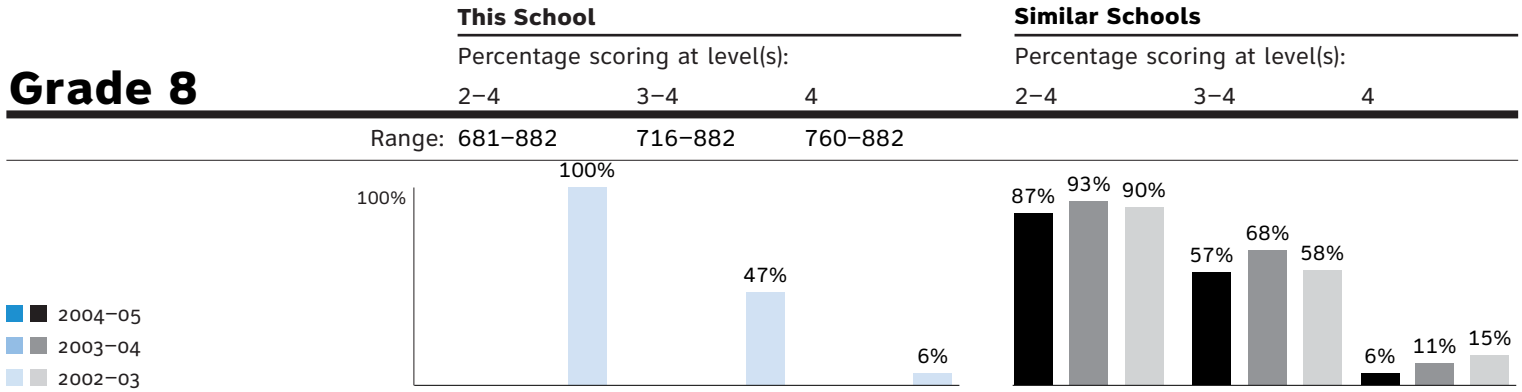 This School Similar Schools
Percentage scoring at level(s): Percentage scoring at level(s):
Grade 8 2–4 3–4 4 2–4 3–4 4
Range: 681–882 716–882 760–882
100%
100%
47%
6%
87% 93% 90%
57% 68% 58%
6% 11% 15%
2004–05
2003–04
2002–03